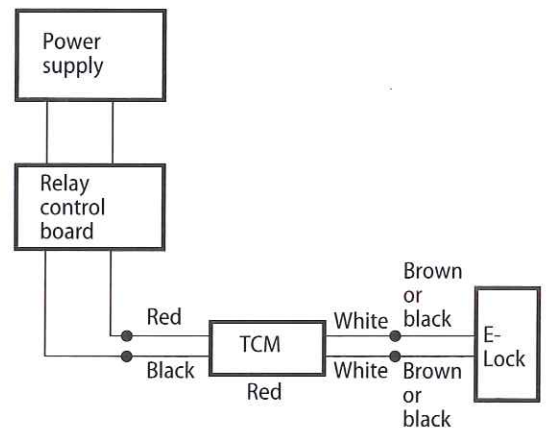 Power
supply
Relay
control
board
Red
Black
TCM
Red
White
White
Brown
or
black
Brown
or
black
E-
Lock